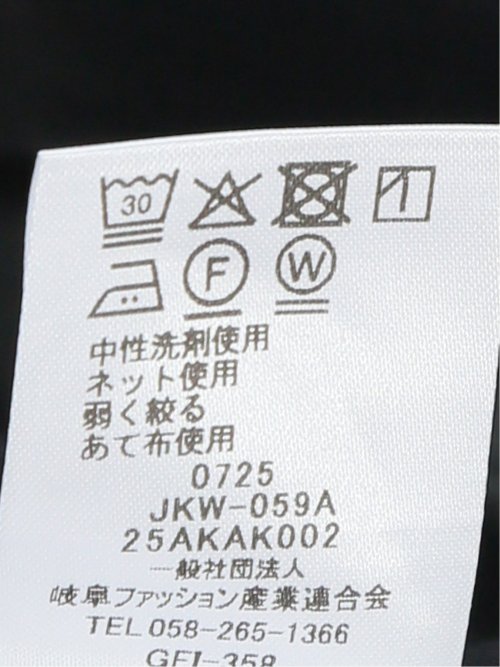 30
F W
中性洗剤使用
ネット使用
弱く絞る
あて布使用
0725
JKW-059A
25AKAK002
一般社団法人
岐阜ファッション産業連合会
TEL 058-265-1366
GFI-358